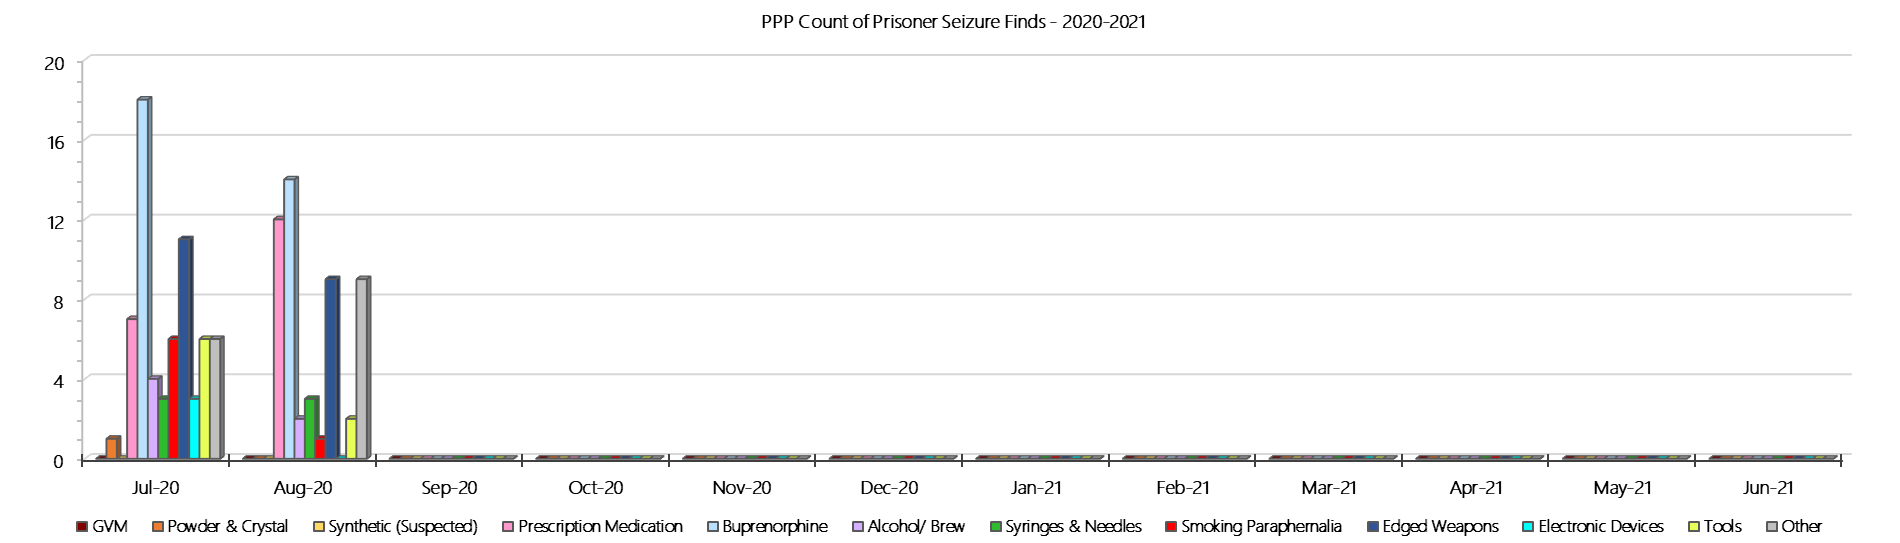 PPP Count of Prisoner Seizure Finds - 2020-2021
20
16
12
8
4
0
Jul-20 Aug-20 Sep-20 Oct-20 Nov-20 Dec-20 Jan-21 Feb-21 Mar-21 Apr-21 May-21 Jun-21
GVM Powder & Crystal Synthetic (Suspected) Prescription Medication Buprenorphine Alcohol/ Brew Syringes & Needles Smoking Paraphernalia Edged Weapons Electronic Devices Tools Other